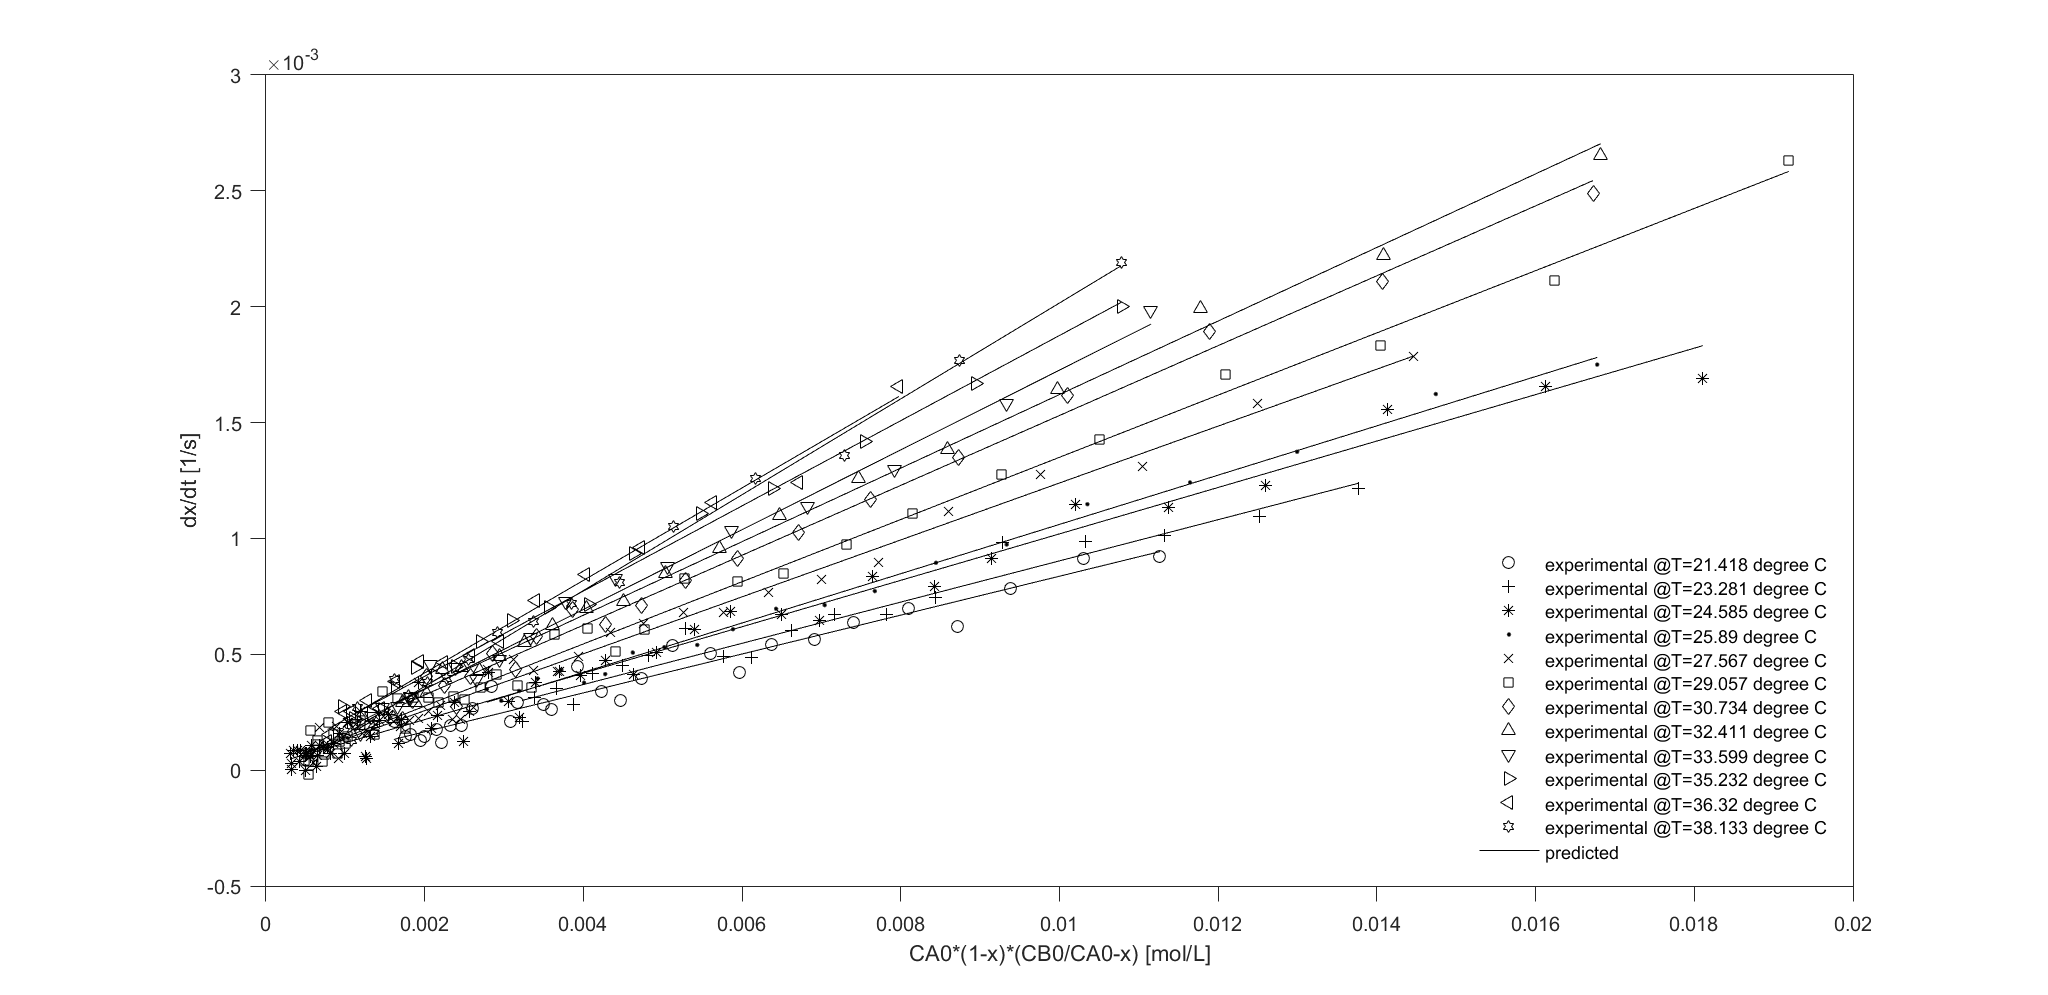 ×10-3
3
2.5
2
1.5
1
0.5
0
-0.5
dx/dt [1/s]
0 0.002 0.004 0.006 0.008 0.01 0.012 0.014 0.016 0.018 0.02
CA0*(1-x)*(CB0/CA0-x) [mol/L]
experimental @T=21.418 degree C
experimental @T=23.281 degree C
experimental @T=24.585 degree C
experimental @T=25.89 degree C
experimental @T=27.567 degree C
experimental @T=29.057 degree C
experimental @T=30.734 degree C
experimental @T=32.411 degree C
experimental @T=33.599 degree C
experimental @T=35.232 degree C
experimental @T=36.32 degree C
experimental @T=38.133 degree C
predicted